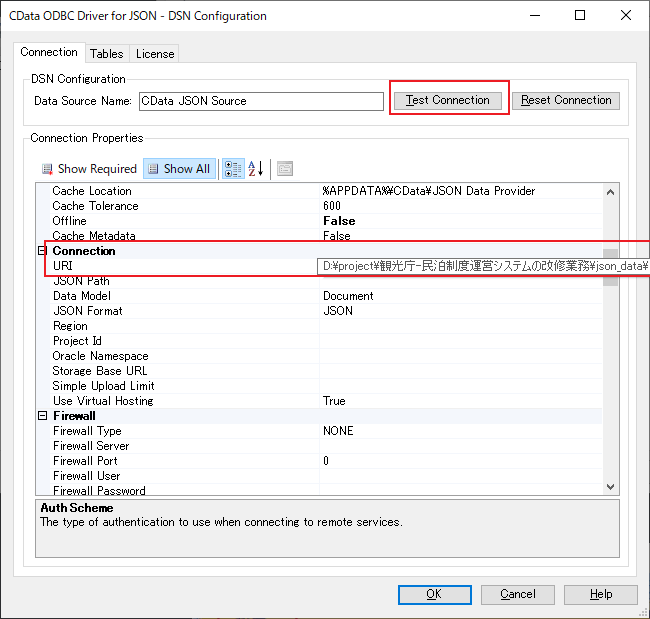 CData ODBC Driver for JSON - DSN Configuration
Connection Tables License
DSN Configuration
Data Source Name: CData JSON Source Test Connection Reset Connection
Connection Properties
Show Required Show All
Cache Location %APPDATA%¥CData¥JSON Data Provider
Cache Tolerance 600
Offline False
Cache Metadata False
Connection
URI D:¥project¥観光庁-民泊制度運営システムの改修業務¥json_data¥
JSON Path
Data Model Document
JSON Format JSON
Region
Project Id
Oracle Namespace
Storage Base URL
Simple Upload Limit
Use Virtual Hosting True
Firewall
Firewall Type NONE
Firewall Server
Firewall Port 0
Firewall User
Firewall Password
Auth Scheme
The type of authentication to use when connecting to remote services.
OK Cancel Help